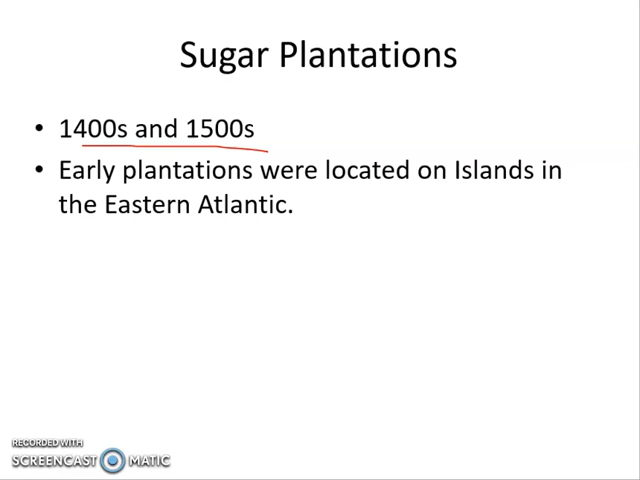 Sugar Plantations
• 1400s and 1500s
• Early plantations were located on Islands in
the Eastern Atlantic.
RECORDED WITH
SCREENCAST MATIC